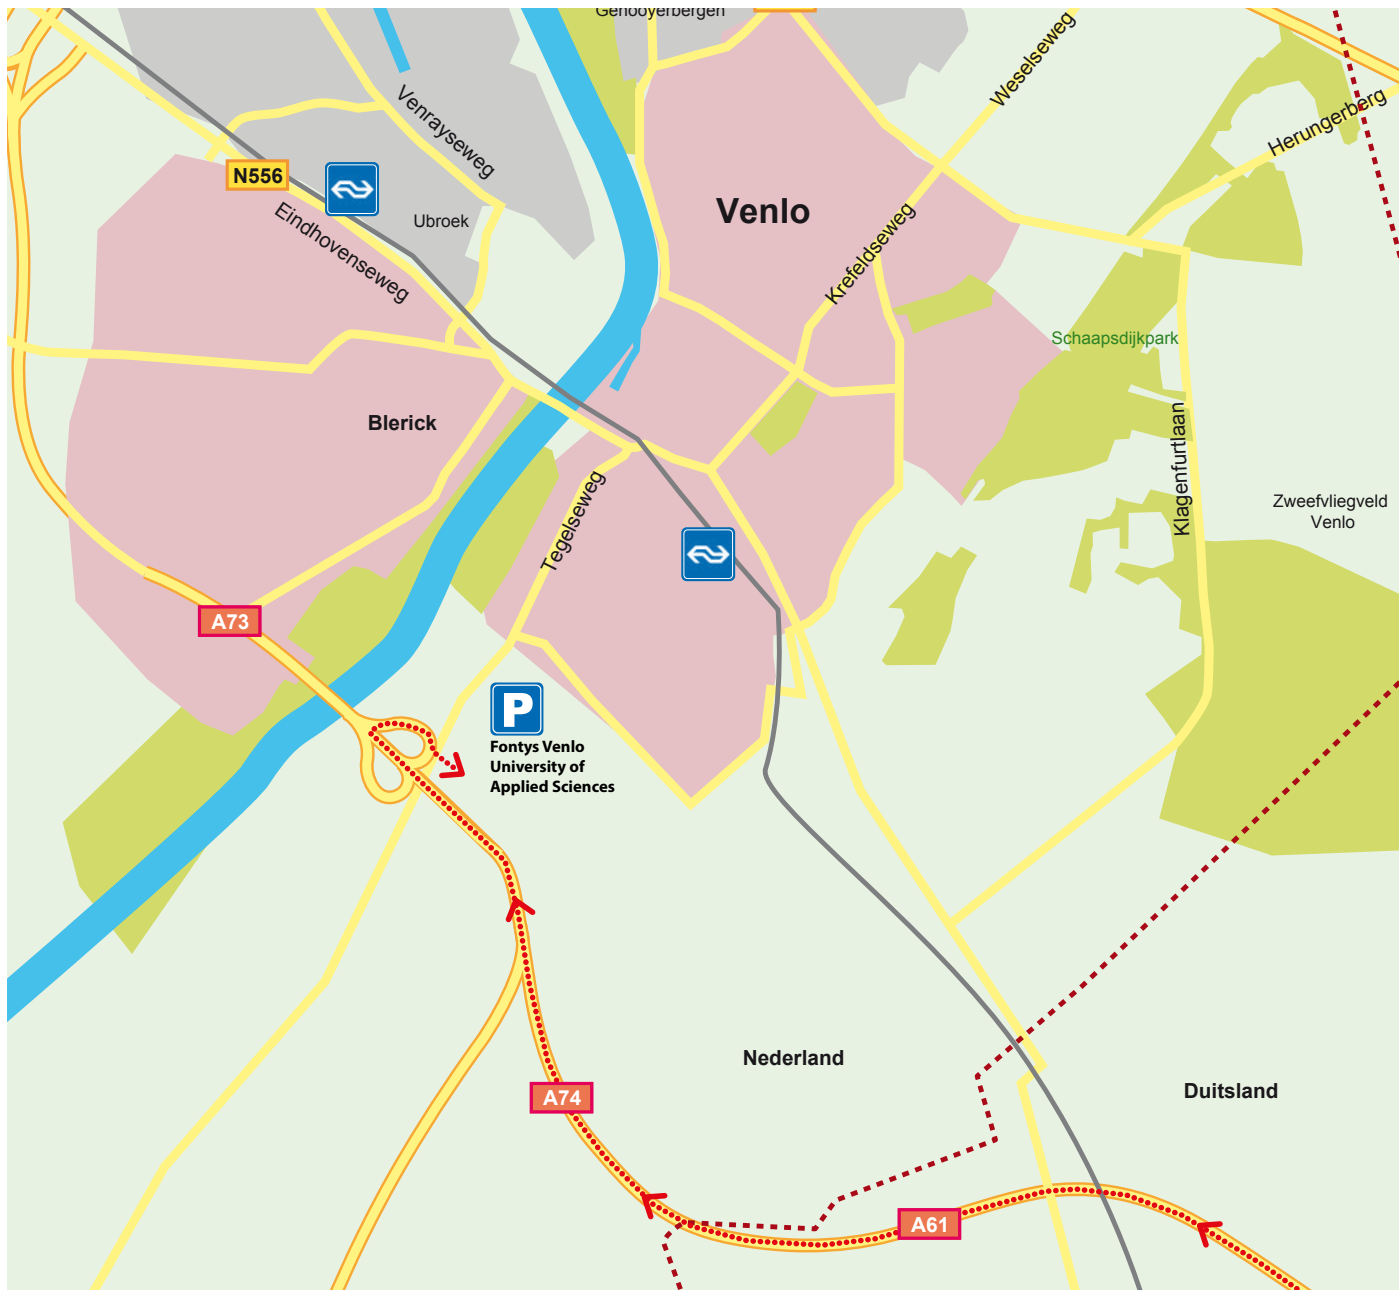 Genooyerbergen
Weselseweg
Venrayseweg
Herungerberg
N556
Venlo
Ubroek
Eindhovenseweg
Krefeldseweg
Schaapsdijkpark
Blerick
Klagenfurtlaan
Tegelseweg
Zweefvliegveld
Venlo
A73
P
Fontys Venlo
University of
Applied Sciences
Nederland
A74
Duitsland
A61